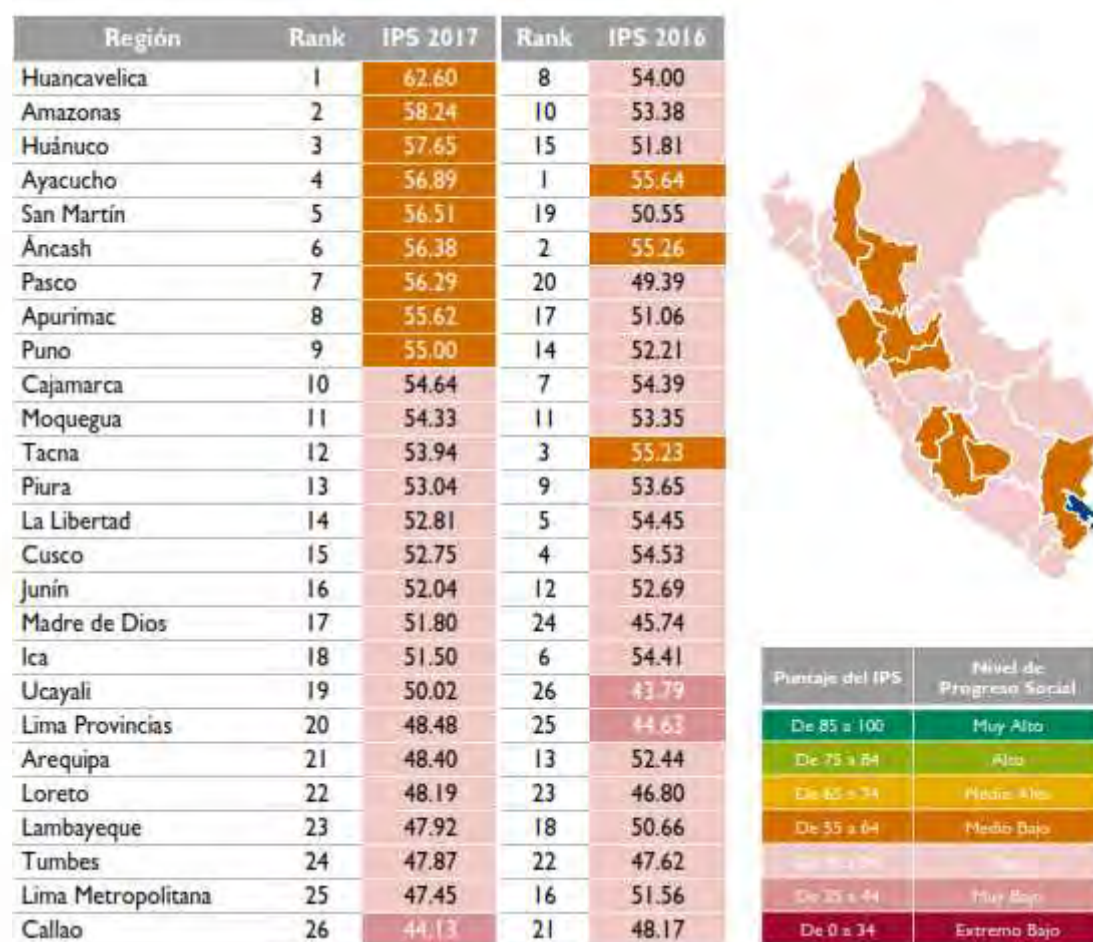 Región Rank IPS 2017 Rank IPS 2016
Huancavelica 1 62.60 8 54.00
Amazonas 2 58.24 10 53.38
Huánuco 3 57.65 15 51.81
Ayacucho 4 56.89 1 55.64
San Martín 5 56.51 19 50.55
Áncash 6 56.38 2 55.26
Pasco 7 56.29 20 49.39
Apurímac 8 55.62 17 51.06
Puno 9 55.00 14 52.21
Cajamarca 10 54.64 7 54.39
Moquegua 11 54.33 11 53.35
Tacna 12 53.94 3 55.23
Piura 13 53.04 9 53.65
La Libertad 14 52.81 5 54.45
Cusco 15 52.75 4 54.53
Junín 16 52.04 12 52.69
Madre de Dios 17 51.80 24 45.74
Ica 18 51.50 6 54.41
Ucayali 19 50.02 26 43.79
Lima Provincias 20 48.48 25 44.63
Arequipa 21 48.40 13 52.44
Loreto 22 48.19 23 46.80
Lambayeque 23 47.92 18 50.66
Tumbes 24 47.87 22 47.62
Lima Metropolitana 25 47.45 16 51.56
Callao 26 44.13 21 48.17
Puntaje del IPS Nivel de
Progreso Social
De 85 a 100 Muy Alto
De 75 a 84 Alto
De 65 a 74 Medio Alto
De 55 a 64 Medio Bajo
De 35 a 44 Muy Bajo
De 0 a 34 Extremo Bajo